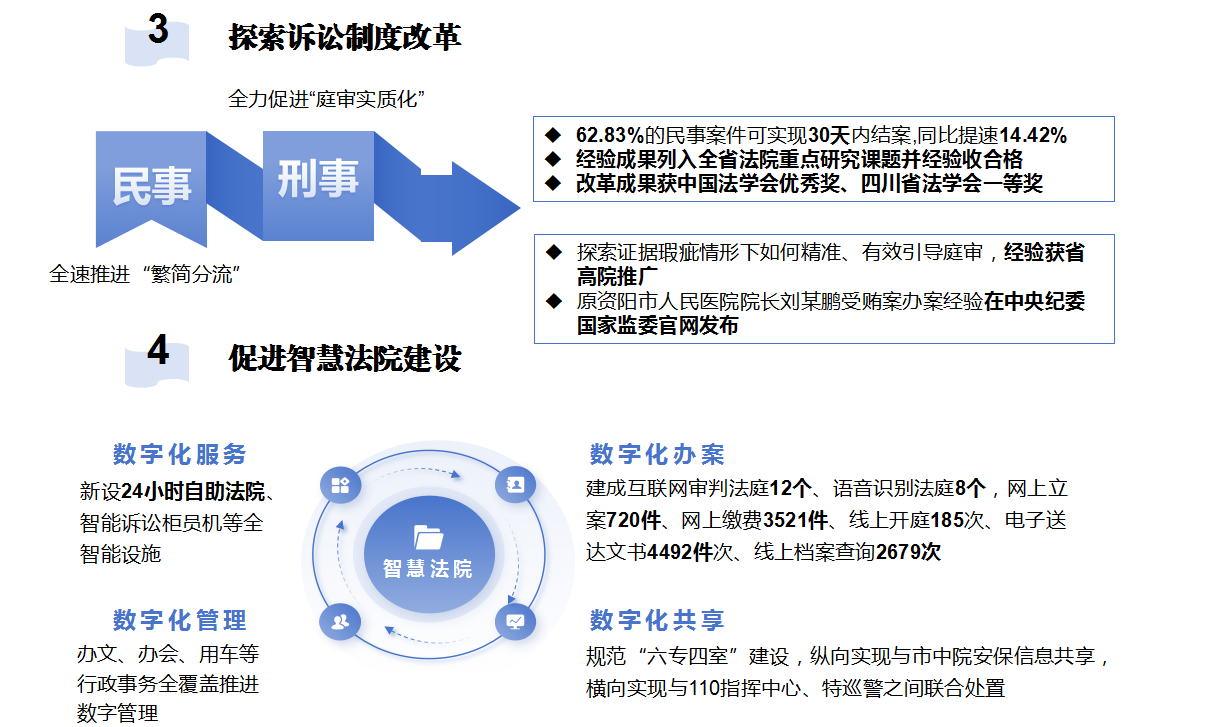 3
探索诉讼制度改革
全力促进“庭审实质化”
民事
刑事
全速推进“繁简分流”
◆ 62.83%的民事案件可实现30天内结案,同比提速14.42%
◆ 经验成果列入全省法院重点研究课题并经验收合格
◆ 改革成果获中国法学会优秀奖、四川省法学会一等奖
◆ 探索证据瑕疵情形下如何精准、有效引导庭审，经验获省
高院推广
◆ 原资阳市人民医院院长刘某鹏受贿案办案经验在中央纪委
国家监委官网发布
4
促进智慧法院建设
数字化服务
新设24小时自助法院、
智能诉讼柜员机等全
智能设施
数字化管理
办文、办会、用车等
行政事务全覆盖推进
数字管理
智慧法院
数字化办案
建成互联网审判法庭12个、语音识别法庭8个，网上立
案720件、网上缴费3521件、线上开庭185次、电子送
达文书4492件次、线上档案查询2679次
数字化共享
规范“六专四室”建设，纵向实现与市中院安保信息共享，
横向实现与110指挥中心、特巡警之间联合处置